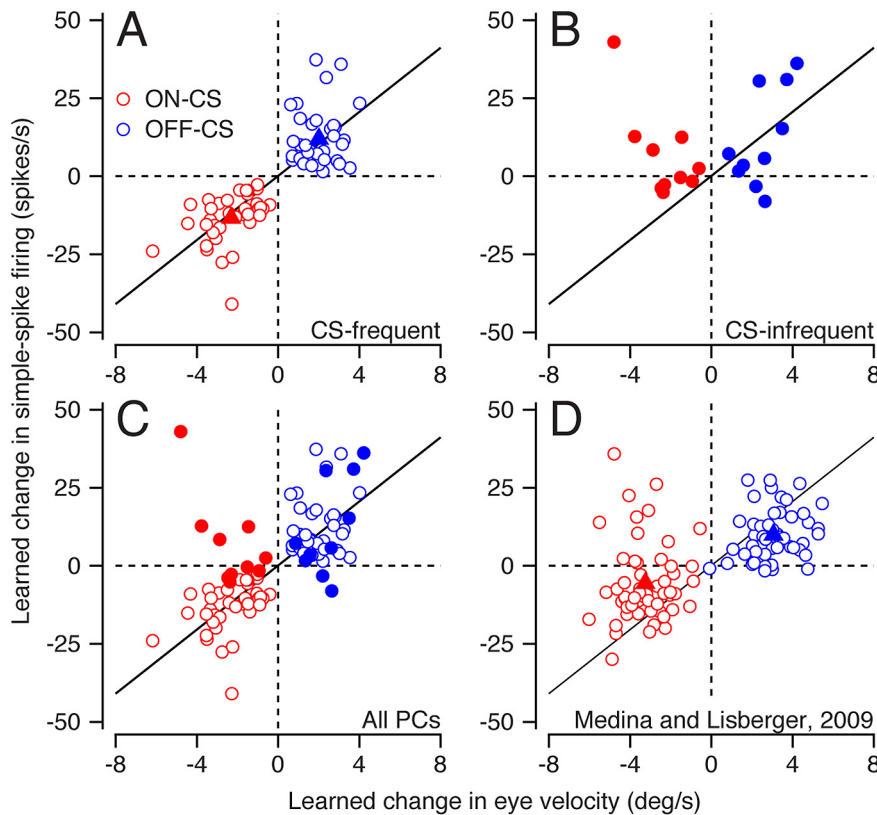 A
B
50
25
0
-25
-50
ON-CS
OFF-CS
CS-frequent
CS-infrequent
-8 -4 0 4 8
-8 -4 0 4 8
C
D
50
25
0
-25
-50
50
25
0
-25
-50
50
25
0
-25
-50
All PCs
Medina and Lisberger, 2009
-8 -4 0 4 8
-8 -4 0 4 8
Learned change in simple-spike firing (spikes/s)
Learned change in eye velocity (deg/s)